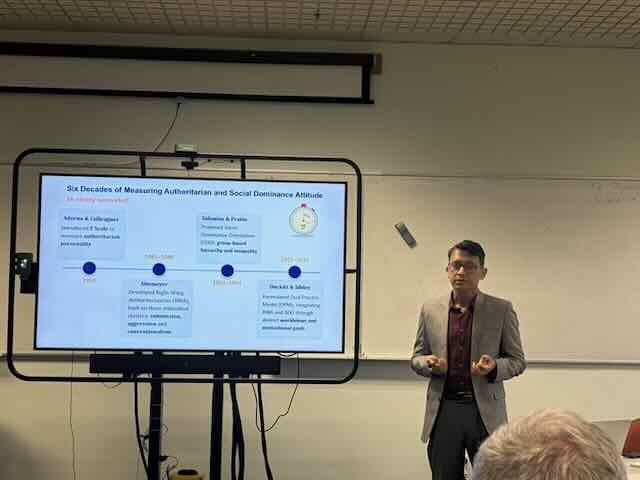 Six Decades of Measuring Authoritarian and Social Dominance Attitude
Adorno & Colleagues
Introduced F Scale to
measure authoritarian
personality
Sidanius & Pratto
Proposed Social
Dominance Orientation
(SDO), group-based
hierarchy and inequality
1950
Altemeyer
Developed Right-Wing
Authoritarianism (RWA),
built on three attitudinal
clusters: submission,
aggression and
conventionalism
Duckitt & Sibley
Formulated Dual Process
Model (DPM), integrating
RWA and SDO through
distinct worldviews and
motivational goals